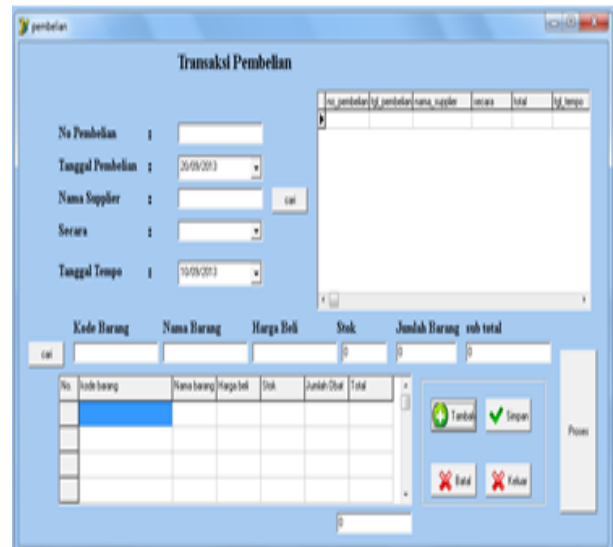 pembelian
Transaksi Pembelian
no_pembelian tgl_pembelian nama_supplier secara total tgl_tempo
No Pembelian :
Tanggal Pembelian : 20/09/2013
Nama Supplier : cari
Secara :
Tanggal Tempo : 10/09/2013
Kode Barang Nama Barang Harga Beli Stok Jumlah Barang sub total
cari 0 0 0
No. kode barang Nama barang Harga beli Stok Jumlah Obat Total
Tambah Simpan
Proses
Batal Keluar
0